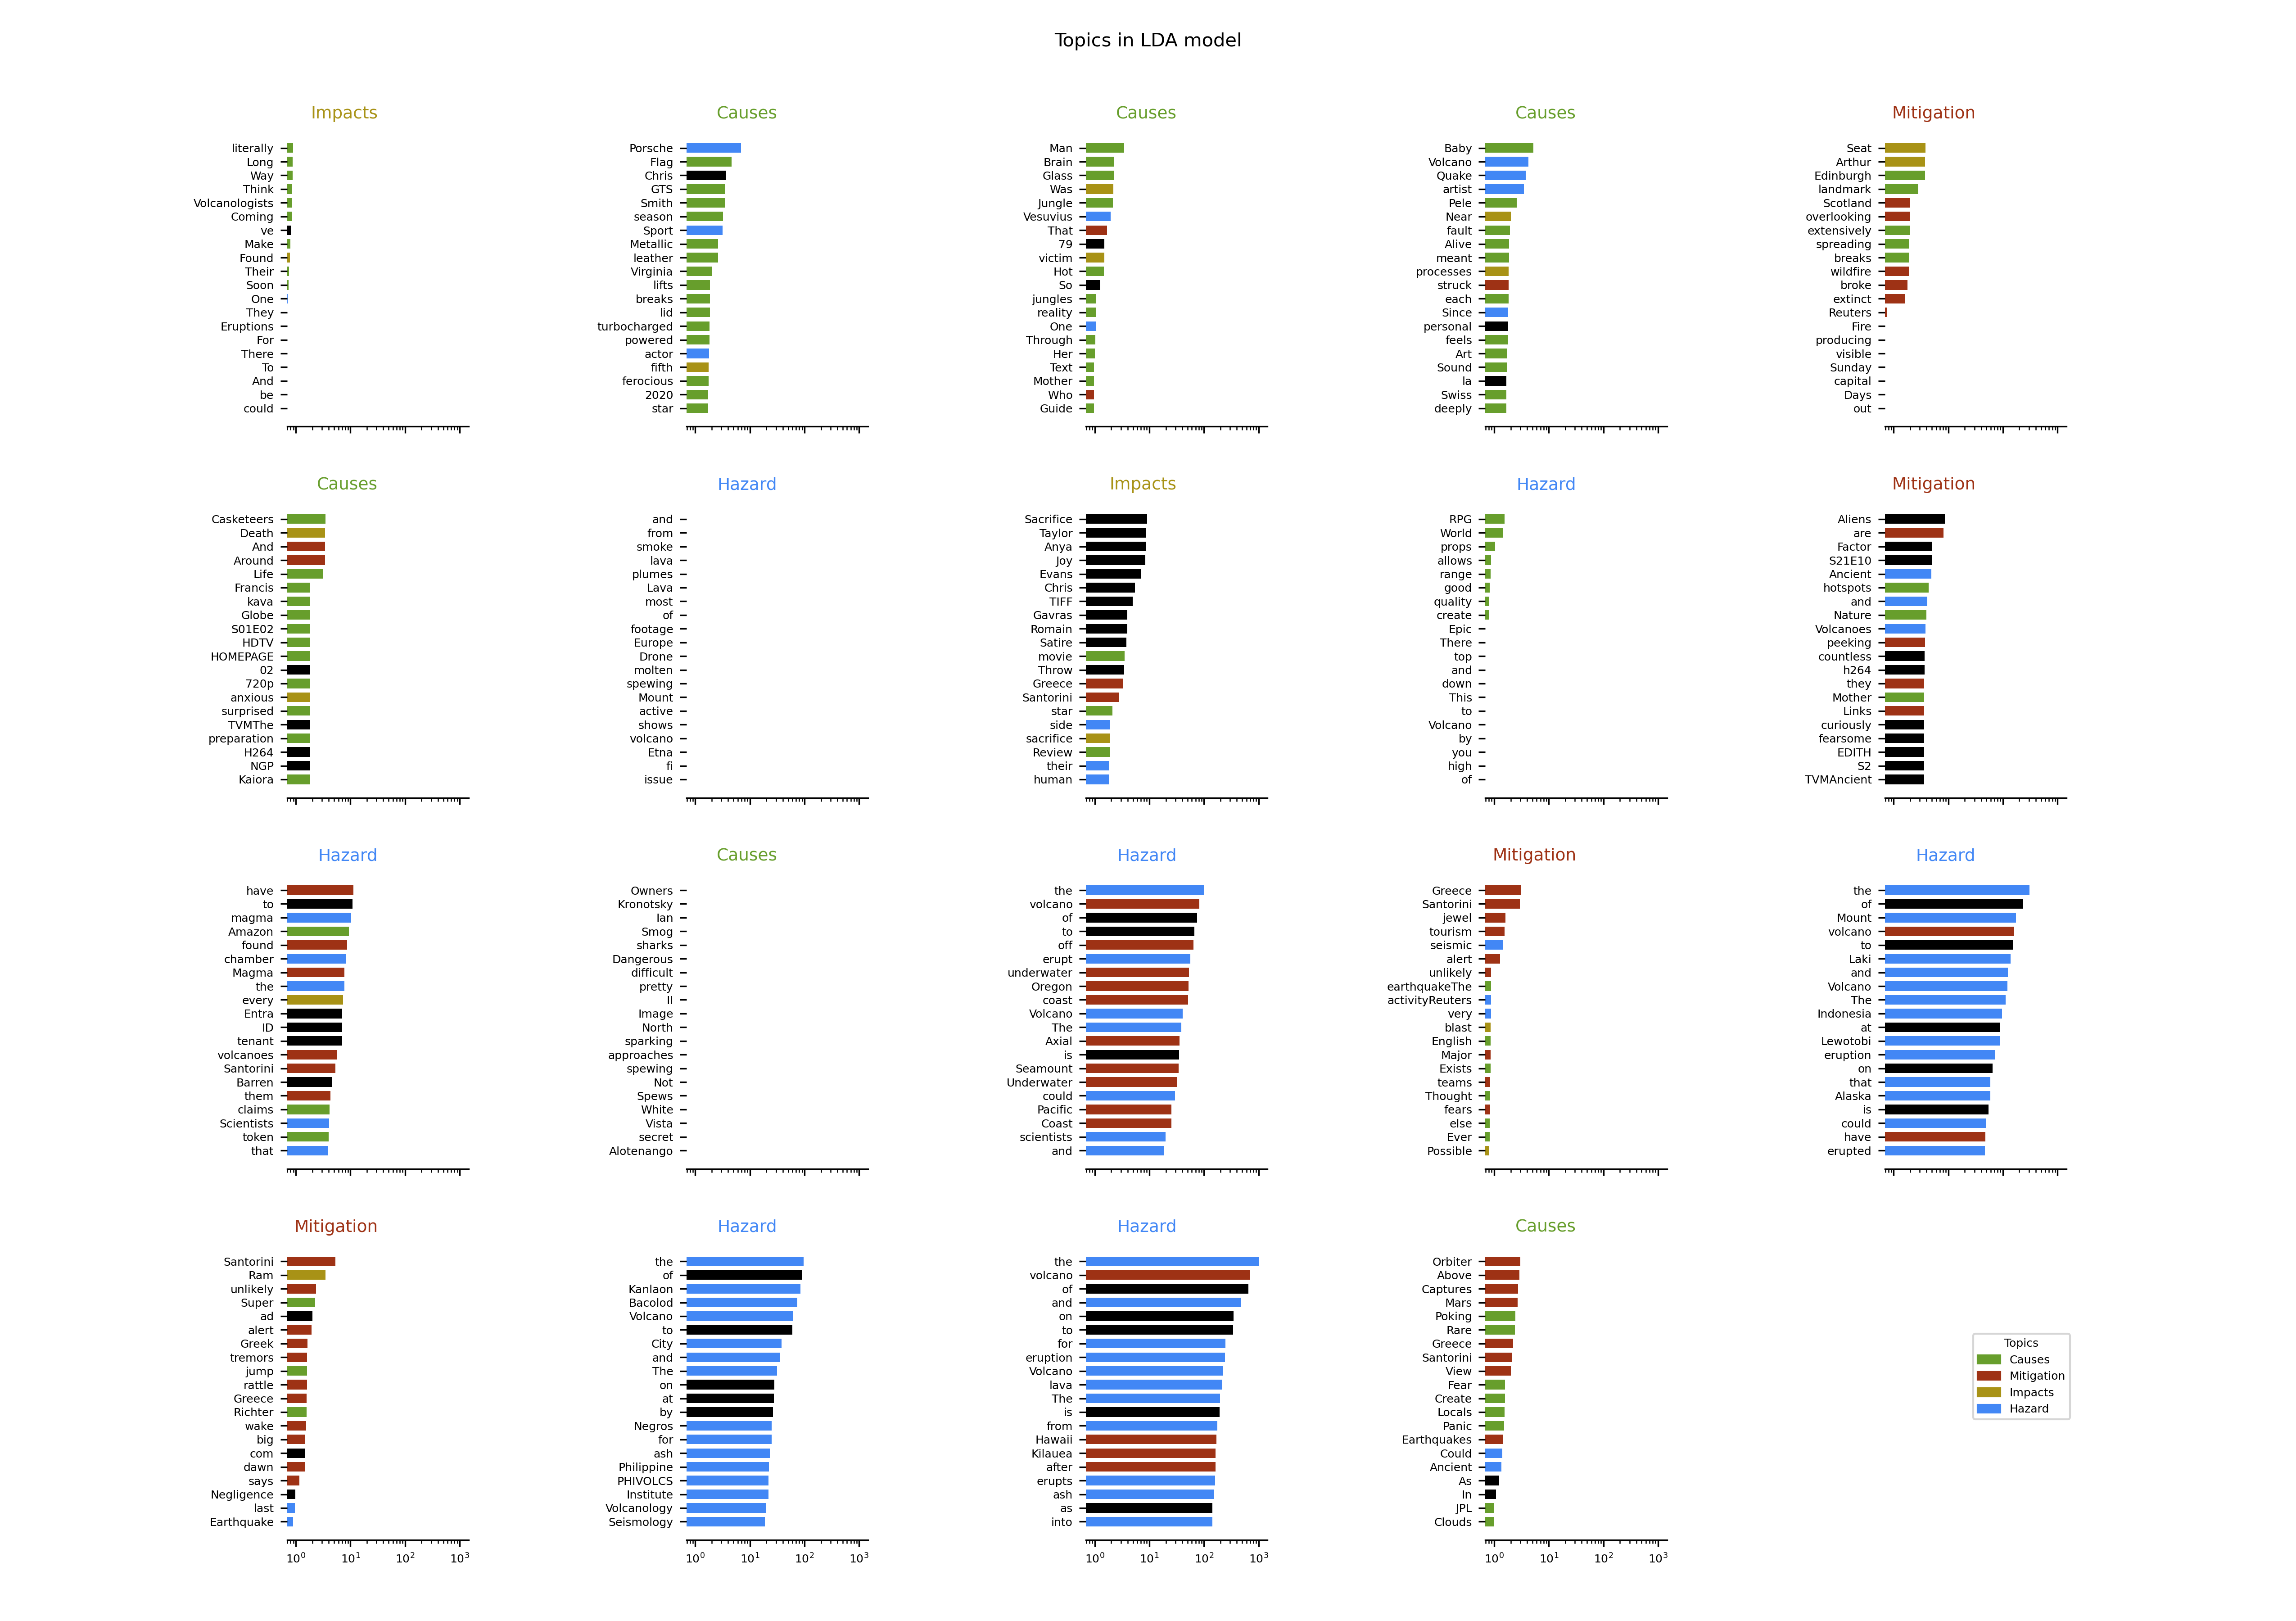 Topics in LDA model
Impacts
literally
Long
Way
Think
Volcanologists
Coming
ve
Make
Found
Their
Soon
One
They
Eruptions
For
There
To
And
be
could
Causes
Porsche
Flag
Chris
GTS
Smith
season
Sport
Metallic
leather
Virginia
lifts
breaks
lid
turbocharged
powered
actor
fifth
ferocious
2020
star
Causes
Man
Brain
Glass
Was
Jungle
Vesuvius
That
79
victim
Hot
So
jungles
reality
One
Through
Her
Text
Mother
Who
Guide
Causes
Baby
Volcano
Quake
artist
Pele
Near
fault
Alive
meant
processes
struck
each
Since
personal
feels
Art
Sound
la
Swiss
deeply
Mitigation
Seat
Arthur
Edinburgh
landmark
Scotland
overlooking
extensively
spreading
breaks
wildfire
broke
extinct
Reuters
Fire
producing
visible
Sunday
capital
Days
out
Causes
Casketeers
Death
And
Around
Life
Francis
kava
Globe
S01E02
HDTV
HOMEPAGE
02
720p
anxious
surprised
TVMThe
preparation
H264
NGP
Kaiora
Hazard
and
from
smoke
lava
plumes
Lava
most
of
footage
Europe
Drone
molten
spewing
Mount
active
shows
volcano
Etna
fi
issue
Impacts
Sacrifice
Taylor
Anya
Joy
Evans
Chris
TIFF
Gavras
Romain
Satire
movie
Throw
Greece
Santorini
star
side
sacrifice
Review
their
human
Hazard
RPG
World
props
allows
range
good
quality
create
Epic
There
top
and
down
This
to
Volcano
by
you
high
of
Mitigation
Aliens
are
Factor
S21E10
Ancient
hotspots
and
Nature
Volcanoes
peeking
countless
h264
they
Mother
Links
curiously
fearsome
EDITH
S2
TVMAncient
Hazard
have
to
magma
Amazon
found
chamber
Magma
the
every
Entra
ID
tenant
volcanoes
Santorini
Barren
them
claims
Scientists
token
that
Causes
Owners
Kronotsky
Ian
Smog
sharks
Dangerous
difficult
pretty
II
Image
North
sparking
approaches
spewing
Not
Spews
White
Vista
secret
Alotenango
Hazard
the
volcano
of
to
off
erupt
underwater
Oregon
coast
Volcano
The
Axial
is
Seamount
Underwater
could
Pacific
Coast
scientists
and
Mitigation
Greece
Santorini
jewel
tourism
seismic
alert
unlikely
earthquakeThe
activityReuters
very
blast
English
Major
Exists
teams
Thought
fears
else
Ever
Possible
Hazard
the
of
Mount
volcano
to
Laki
and
Volcano
The
Indonesia
at
Lewotobi
eruption
on
that
Alaska
is
could
have
erupted
Mitigation
Santorini
Ram
unlikely
Super
ad
alert
Greek
tremors
jump
rattle
Greece
Richter
wake
big
com
dawn
says
Negligence
last
Earthquake
10⁰ 10¹ 10² 10³
Hazard
the
of
Kanlaon
Bacolod
Volcano
to
City
and
The
on
at
by
Negros
for
ash
Philippine
PHIVOLCS
Institute
Volcanology
Seismology
10⁰ 10¹ 10² 10³
Hazard
the
volcano
of
and
on
to
for
eruption
Volcano
lava
The
is
from
Hawaii
Kilauea
after
erupts
ash
as
into
10⁰ 10¹ 10² 10³
Causes
Orbiter
Above
Captures
Mars
Poking
Rare
Greece
Santorini
View
Fear
Create
Locals
Panic
Earthquakes
Could
Ancient
As
In
JPL
Clouds
10⁰ 10¹ 10² 10³
Topics
Causes
Mitigation
Impacts
Hazard